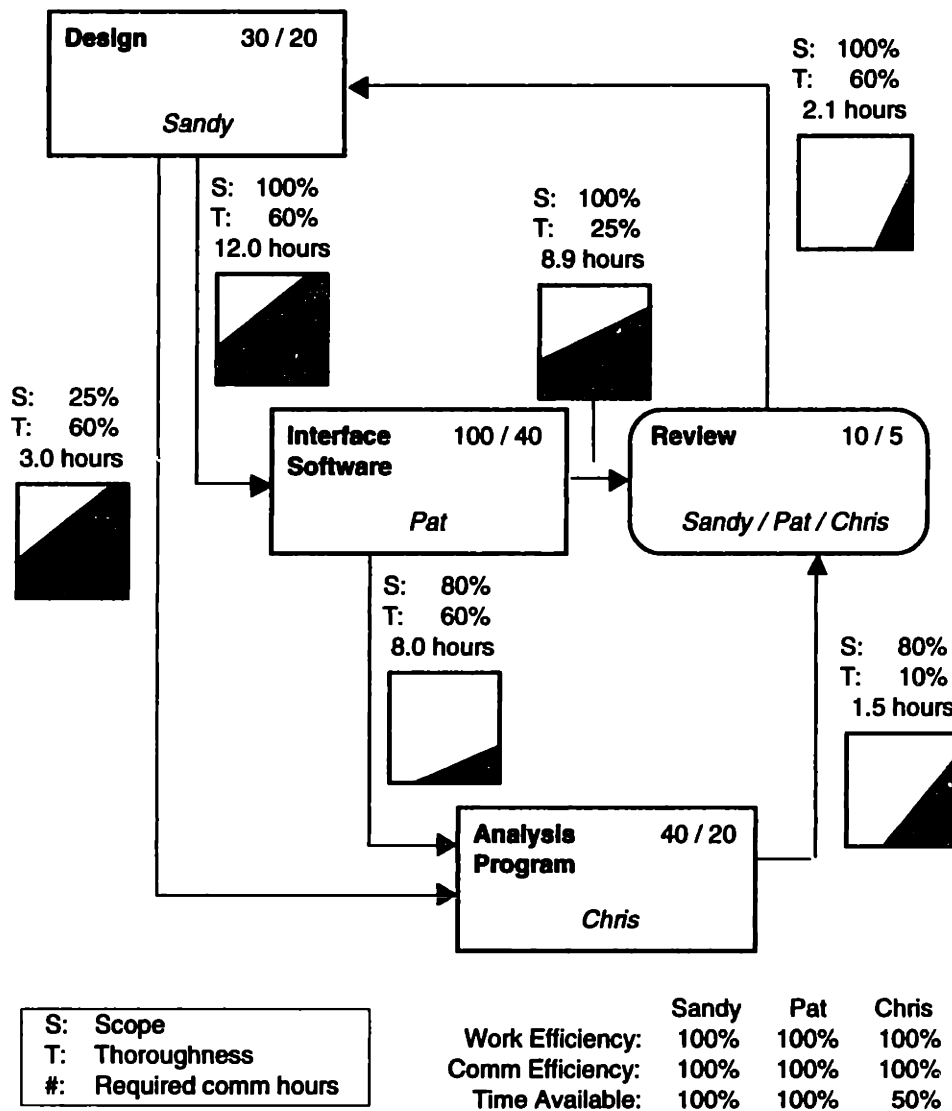 Design 30 / 20
Sandy
S: 100%
T: 60%
2.1 hours
S: 100%
T: 60%
12.0 hours
S: 100%
T: 25%
8.9 hours
S: 25%
T: 60%
3.0 hours
Interface Software 100 / 40
Pat
Review 10 / 5
Sandy / Pat / Chris
S: 80%
T: 60%
8.0 hours
S: 80%
T: 10%
1.5 hours
Analysis Program 40 / 20
Chris
S: Scope
T: Thoroughness
#: Required comm hours
Sandy Pat Chris
Work Efficiency: 100% 100% 100%
Comm Efficiency: 100% 100% 100%
Time Available: 100% 100% 50%